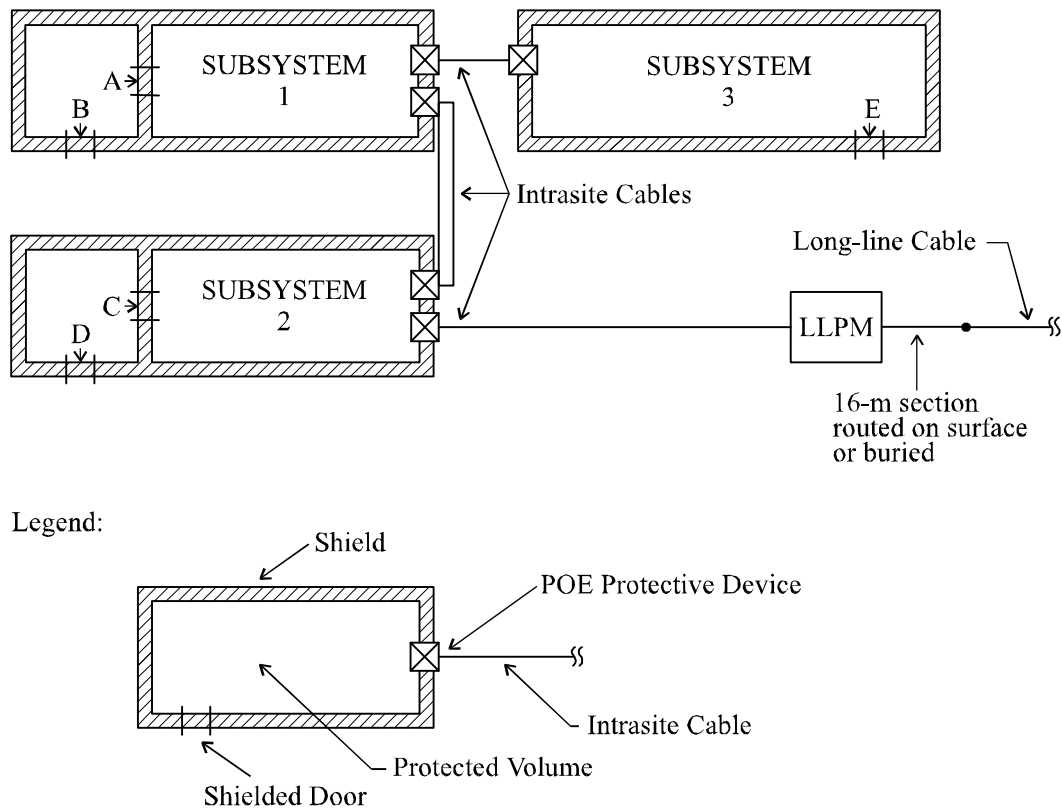 SUBSYSTEM
1
SUBSYSTEM
3
A
B
E
Intrasite Cables
SUBSYSTEM
2
C
D
Long-line Cable
LLPM
16-m section
routed on surface
or buried
Legend:
Shield
POE Protective Device
Intrasite Cable
Protected Volume
Shielded Door